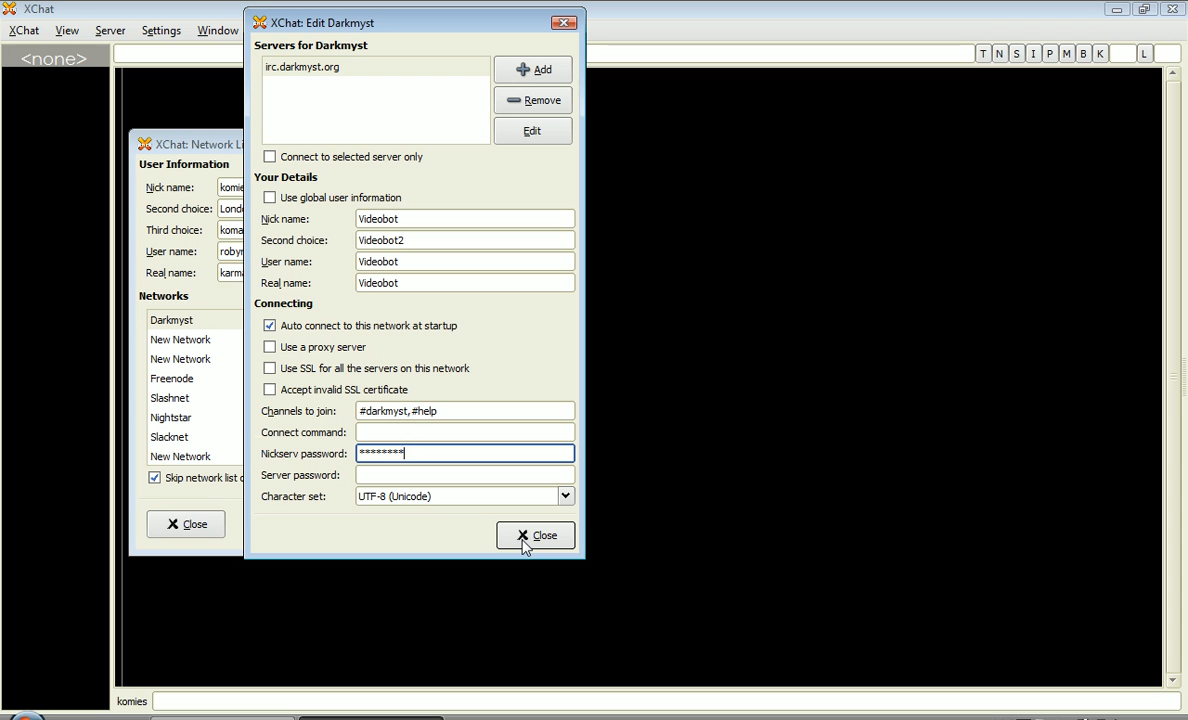 XChat
XChat View Server Settings Window
<none>
T N S I P M B K L
XChat: Network Li
User Information
Nick name: komie
Second choice: Lond
Third choice: koma
User name: roby
Real name: karma
Networks
Darkmyst
New Network
New Network
Freenode
Slashnet
Nightstar
Slacknet
New Network
Skip network list o
Close
XChat: Edit Darkmyst
Servers for Darkmyst
irc.darkmyst.org
Add
Remove
Edit
Connect to selected server only
Your Details
Use global user information
Nick name: Videobot
Second choice: Videobot2
User name: Videobot
Real name: Videobot
Connecting
Auto connect to this network at startup
Use a proxy server
Use SSL for all the servers on this network
Accept invalid SSL certificate
Channels to join: #darkmyst,#help
Connect command:
Nickserv password: ********
Server password:
Character set: UTF-8 (Unicode)
Close
komies